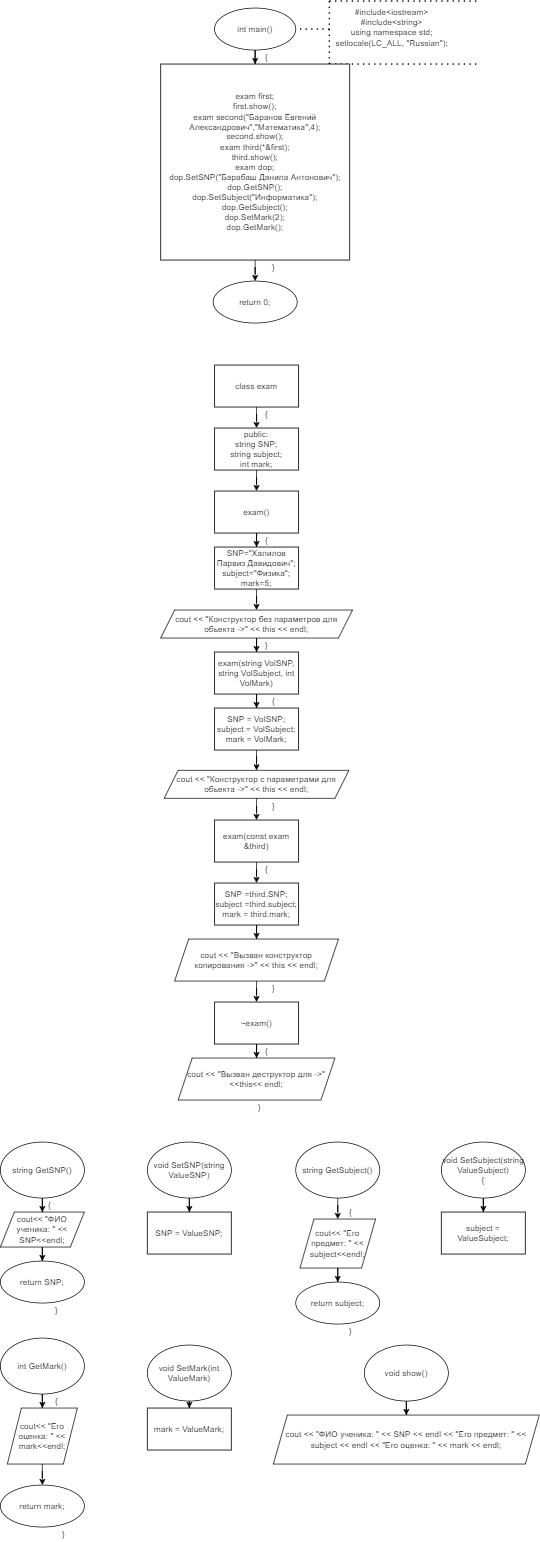 int main()
#include<iostream>
#include<string>
using namespace std;
setlocale(LC_ALL, "Russian");
{
exam first;
first.show();
exam second("Баранов Евгений
Александрович","Математика",4);
second.show();
exam third(*&first);
third.show();
exam dop;
dop.SetSNP("Барабаш Данила Антонович");
dop.GetSNP();
dop.SetSubject("Информатика");
dop.GetSubject();
dop.SetMark(2);
dop.GetMark();
}
return 0;
class exam
{
public:
string SNP;
string subject;
int mark;
exam()
{
SNP="Халилов
Парвиз Давидович";
subject="Физика";
mark=5;
cout << "Конструктор без параметров для
обьекта ->" << this << endl;
}
exam(string VolSNP,
string VolSubject, int
VolMark)
{
SNP = VolSNP;
subject = VolSubject;
mark = VolMark;
cout << "Конструктор с параметрами для
обьекта ->" << this << endl;
}
exam(const exam
&third)
{
SNP =third.SNP;
subject =third.subject;
mark = third.mark;
cout << "Вызван конструктор
копирования ->" << this << endl;
}
~exam()
{
cout << "Вызван деструктор для ->"
<<this<< endl;
}
string GetSNP()
{
cout<< "ФИО
ученика: " <<
SNP<<endl;
return SNP;
}
void SetSNP(string
ValueSNP)
SNP = ValueSNP;
string GetSubject()
{
cout<< "Его
предмет: " <<
subject<<endl;
return subject;
}
void SetSubject(string
ValueSubject)
{
subject =
ValueSubject;
int GetMark()
{
cout<< "Его
оценка: " <<
mark<<endl;
return mark;
}
void SetMark(int
ValueMark)
mark = ValueMark;
void show()
cout << "ФИО ученика: " << SNP << endl << "Его предмет: " <<
subject << endl << "Его оценка: " << mark << endl;